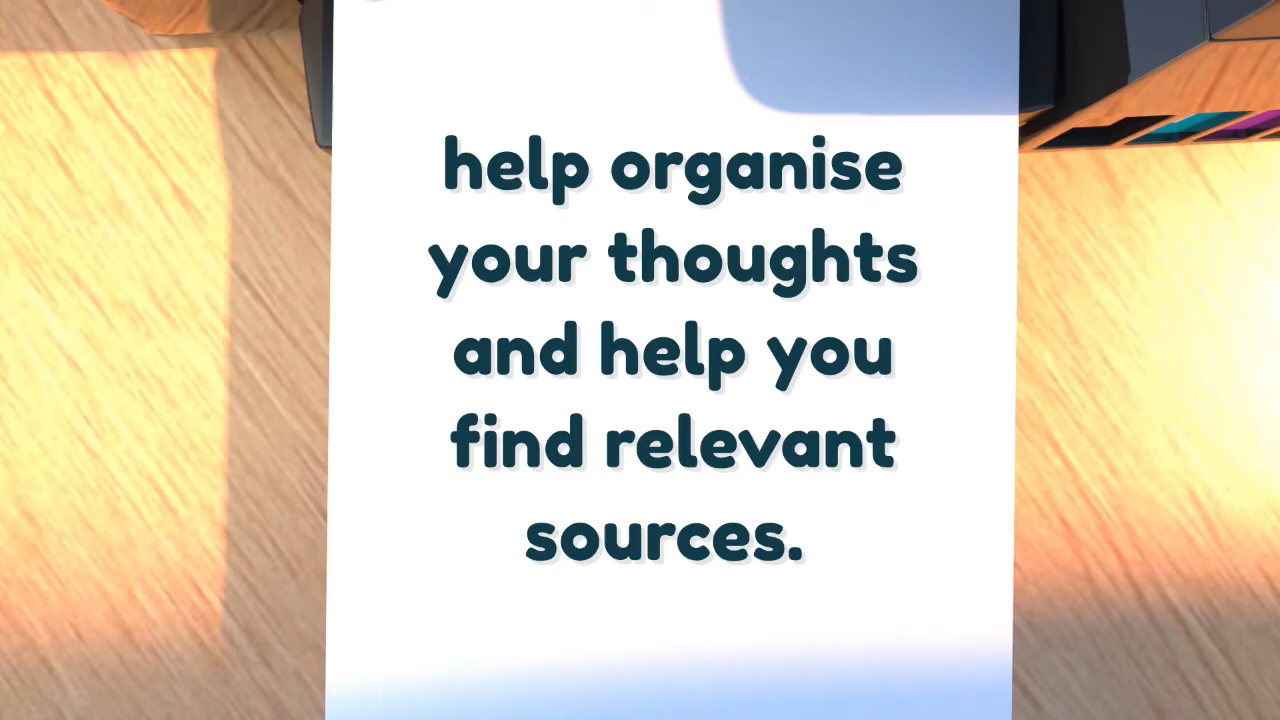 help organise
your thoughts
and help you
find relevant
sources.